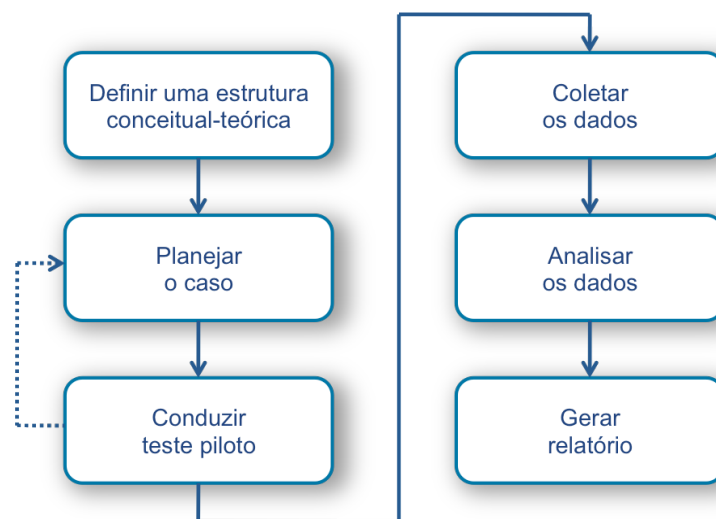 Definir uma estrutura
conceitual-teórica
Planejar
o caso
Conduzir
teste piloto
Coletar
os dados
Analisar
os dados
Gerar
relatório